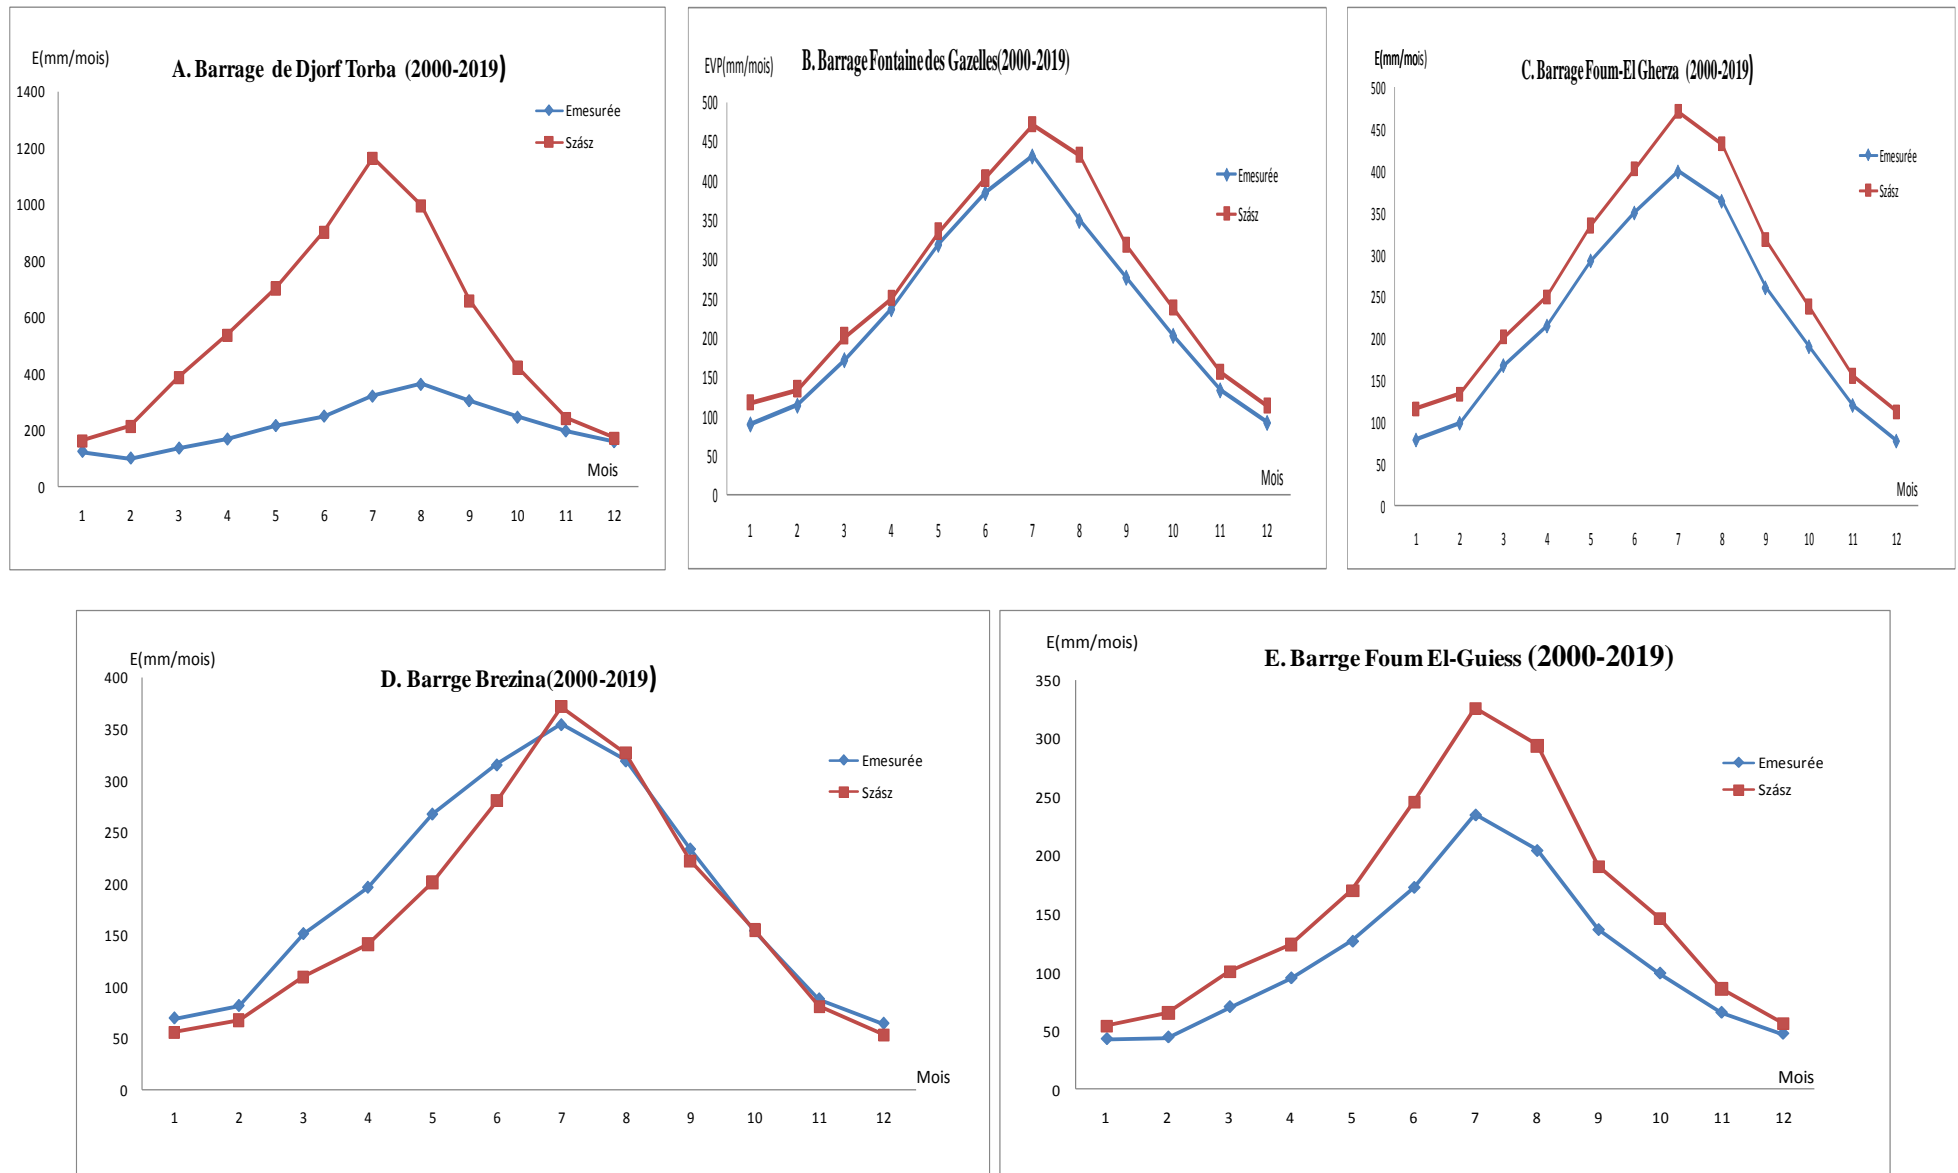 E(mm/mois)
A. Barrage de Djorf Torba (2000-2019)
1400
1200
1000
800
600
400
200
0
Emesurée
Szász
Mois
1 2 3 4 5 6 7 8 9 10 11 12
EVP(mm/mois)
B. Barrage Fontaine des Gazelles(2000-2019)
500
450
400
350
300
250
200
150
100
50
0
Emesurée
Szász
Mois
1 2 3 4 5 6 7 8 9 10 11 12
E(mm/mois)
C. Barrage Foum-El Gherza (2000-2019)
500
450
400
350
300
250
200
150
100
50
0
Emesurée
Szász
Mois
1 2 3 4 5 6 7 8 9 10 11 12
E(mm/mois)
D. Barrge Brezina(2000-2019)
400
350
300
250
200
150
100
50
0
Emesurée
Szász
Mois
1 2 3 4 5 6 7 8 9 10 11 12
E(mm/mois)
E. Barrge Foum El-Guiess (2000-2019)
350
300
250
200
150
100
50
0
Emesurée
Szász
Mois
1 2 3 4 5 6 7 8 9 10 11 12